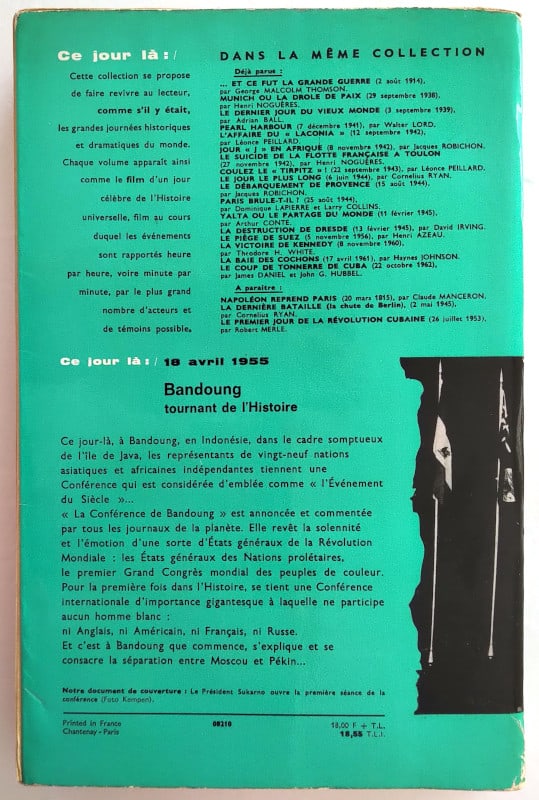 Ce jour là:/
Cette collection se propose
de faire revivre au lecteur,
comme s'il y était,
les grandes journées historiques
et dramatiques du monde.
Chaque volume apparaît ainsi
comme le film d'un jour
célèbre de l'Histoire
universelle, film au cours
duquel les événements
sont rapportés heure
par heure, voire minute par
minute, par le plus grand
nombre d'acteurs et
de témoins possible,
DANS LA MÊME COLLECTION
Déjà parus :
... ET CE FUT LA GRANDE GUERRE (2 août 1914),
par George MALCOLM THOMSON.
MUNICH OU LA DROLE DE PAIX (29 septembre 1938),
par Henri NOGUÈRES.
LE DERNIER JOUR DU VIEUX MONDE (3 septembre 1939),
par Adrian BALL.
PEARL HARBOUR (7 décembre 1941), par Walter LORD.
L'AFFAIRE DU « LACONIA » (12 septembre 1942),
par Léonce PEILLARD.
JOUR « J » EN AFRIQUE (8 novembre 1942), par Jacques ROBICHON.
LE SUICIDE DE LA FLOTTE FRANÇAISE A TOULON
(27 novembre 1942), par Henri NOGUÈRES.
COULEZ LE « TIRPITZ » ! (22 septembre 1943), par Léonce PEILLARD.
LE JOUR LE PLUS LONG (6 juin 1944), par Cornelius RYAN.
LE DÉBARQUEMENT DE PROVENCE (15 août 1944),
par Jacques ROBICHON.
PARIS BRULE-T-IL ? (25 août 1944),
par Dominique LAPIERRE et Larry COLLINS.
YALTA OU LE PARTAGE DU MONDE (11 février 1945),
par Arthur CONTE.
LA DESTRUCTION DE DRESDE (13 février 1945), par David IRVING.
LE PIÈGE DE SUEZ (5 novembre 1956), par Henri AZEAU.
LA VICTOIRE DE KENNEDY (8 novembre 1960),
par Theodore H. WHITE.
LA BAIE DES COCHONS (17 avril 1961), par Haynes JOHNSON.
LE COUP DE TONNERRE DE CUBA (22 octobre 1962),
par James DANIEL et John G. HUBBEL.
A paraître :
NAPOLÉON REPREND PARIS (20 mars 1815), par Claude MANCERON.
LA DERNIÈRE BATAILLE (la chute de Berlin), (2 mai 1945),
par Cornelius RYAN.
LE PREMIER JOUR DE LA RÉVOLUTION CUBAINE (26 juillet 1953),
par Robert MERLE.
Ce jour là:/ 18 avril 1955
Bandoung
tournant de l'Histoire
Ce jour-là, à Bandoung, en Indonésie, dans le cadre somptueux
de l'île de Java, les représentants de vingt-neuf nations
asiatiques et africaines indépendantes tiennent une
Conférence qui est considérée d'emblée comme « l'Événement
du Siècle »...
« La Conférence de Bandoung » est annoncée et commentée
par tous les journaux de la planète. Elle revêt la solennité
et l'émotion d'une sorte d'États généraux de la Révolution
Mondiale : les États généraux des Nations prolétaires,
le premier Grand Congrès mondial des peuples de couleur.
Pour la première fois dans l'Histoire, se tient une Conférence
internationale d'importance gigantesque à laquelle ne participe
aucun homme blanc :
ni Anglais, ni Américain, ni Français, ni Russe.
Et c'est à Bandoung que commence, s'explique et se
consacre la séparation entre Moscou et Pékin...
Notre document de couverture : Le Président Sukarno ouvre la première séance de la
conférence (Foto Kempen).
Printed in France
Chantenay - Paris
08210
18,00 F + T.L.
18,55 T.L.I.